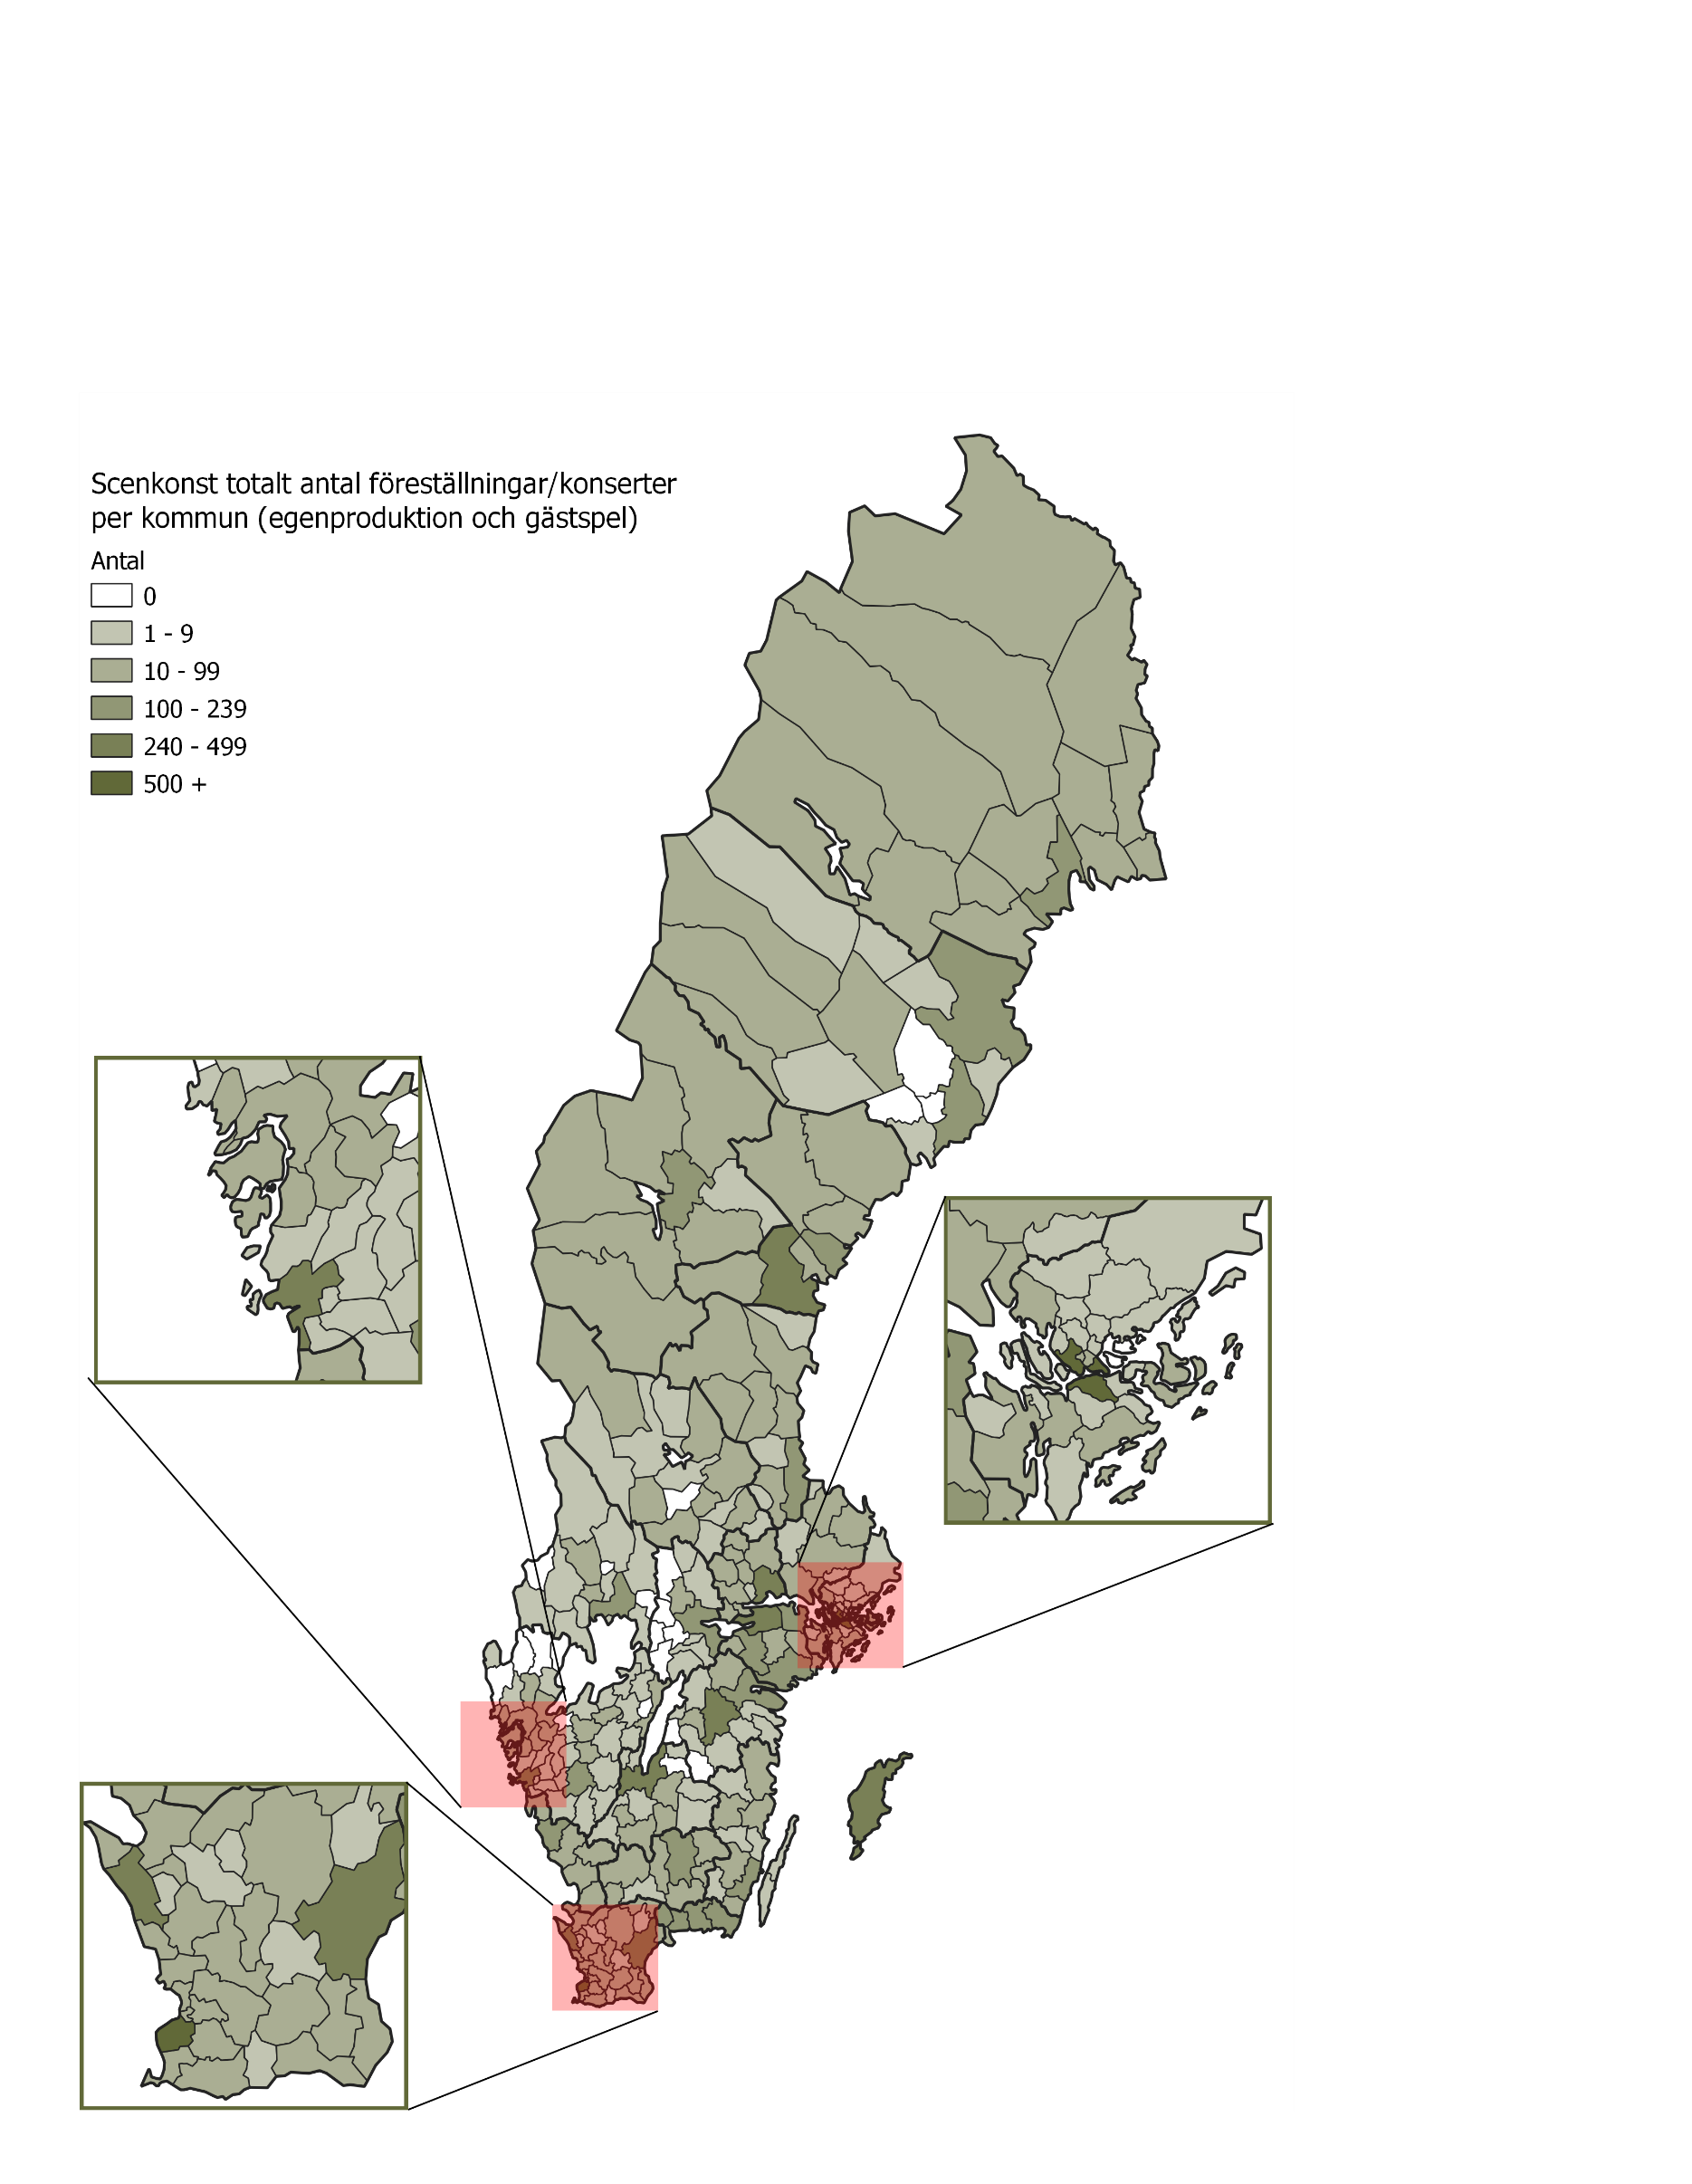 Scenkonst totalt antal föreställningar/konserter
per kommun (egenproduktion och gästspel)
Antal
0
1 - 9
10 - 99
100 - 239
240 - 499
500 +